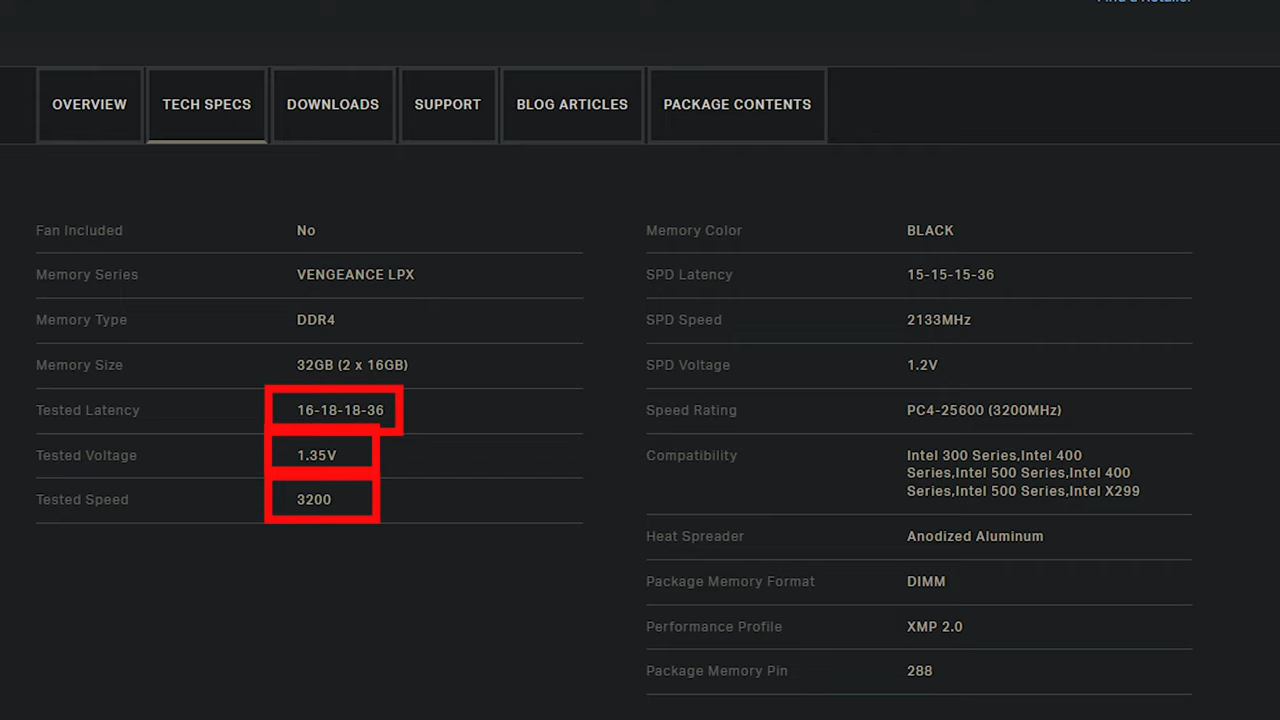 OVERVIEW
TECH SPECS
DOWNLOADS
SUPPORT
BLOG ARTICLES
PACKAGE CONTENTS
Fan Included No
Memory Series VENGEANCE LPX
Memory Type DDR4
Memory Size 32GB (2 x 16GB)
Tested Latency 16-18-18-36
Tested Voltage 1.35V
Tested Speed 3200
Memory Color BLACK
SPD Latency 15-15-15-36
SPD Speed 2133MHz
SPD Voltage 1.2V
Speed Rating PC4-25600 (3200MHz)
Compatibility Intel 300 Series,Intel 400
Series,Intel 500 Series,Intel 400
Series,Intel 500 Series,Intel X299
Heat Spreader Anodized Aluminum
Package Memory Format DIMM
Performance Profile XMP 2.0
Package Memory Pin 288